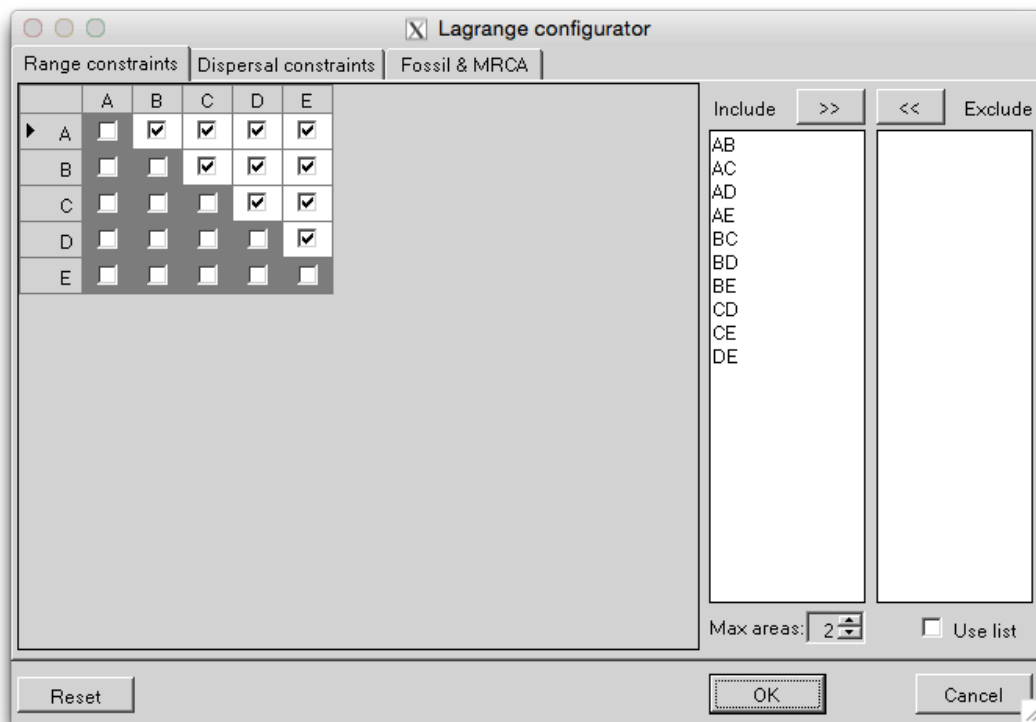 Lagrange configurator
Range constraints Dispersal constraints Fossil & MRCA
A B C D E
A
B
C
D
E
Include >> << Exclude
AB
AC
AD
AE
BC
BD
BE
CD
CE
DE
Max areas: 2 Use list
Reset OK Cancel